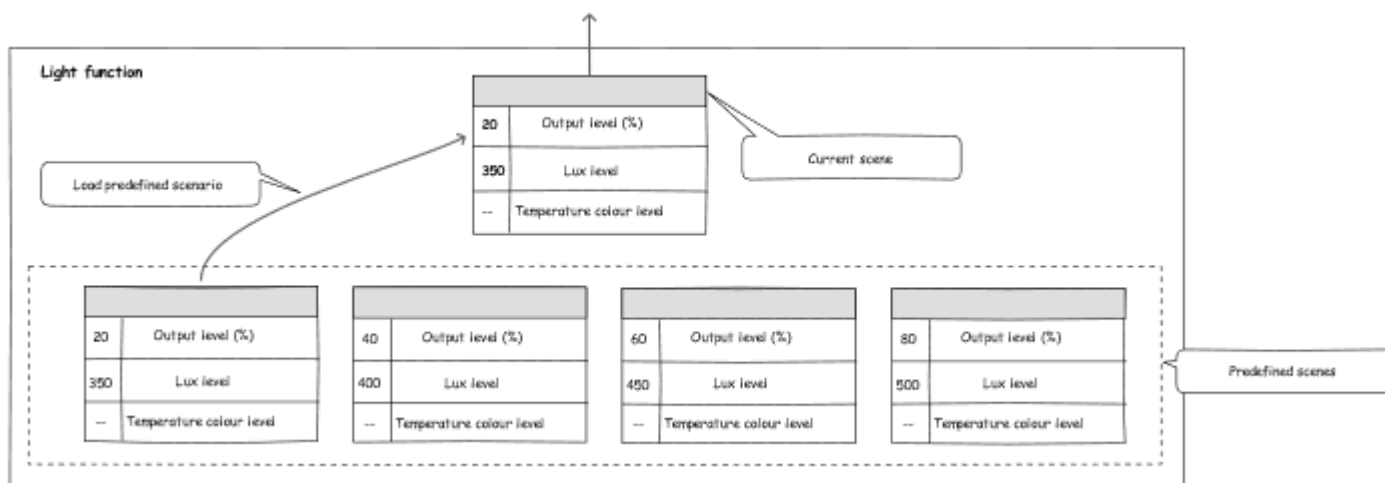 Light function
20 Output level (%)
350 Lux level
-- Temperature colour level
Current scene
Load predefined scenario
20 Output level (%)
350 Lux level
-- Temperature colour level
40 Output level (%)
400 Lux level
-- Temperature colour level
60 Output level (%)
450 Lux level
-- Temperature colour level
80 Output level (%)
500 Lux level
-- Temperature colour level
Predefined scenes